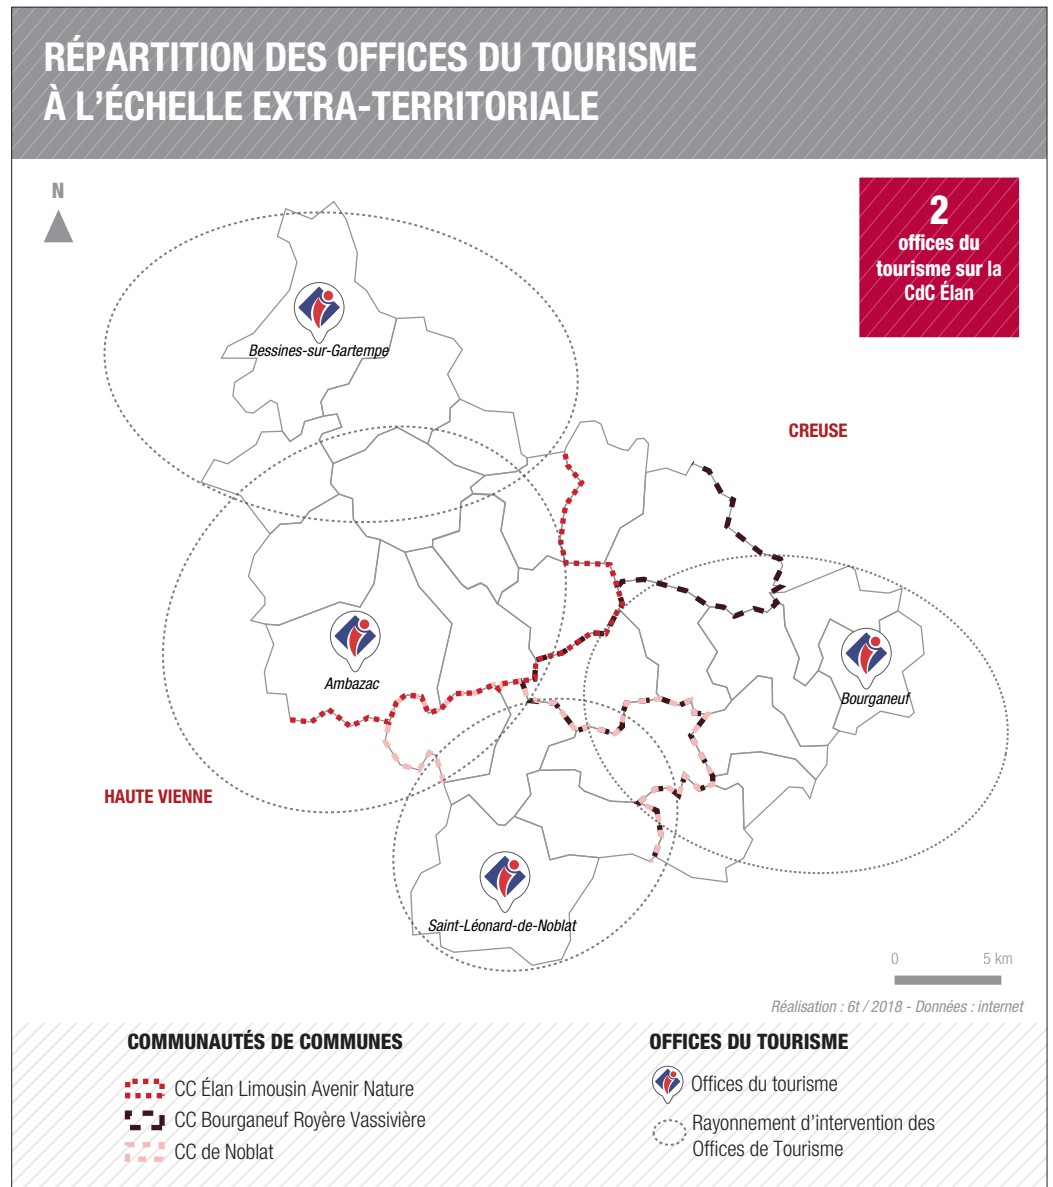 RÉPARTITION DES OFFICES DU TOURISME
À L'ÉCHELLE EXTRA-TERRITORIALE
N
2
offices du
tourisme sur la
CdC Élan
Bessines-sur-Gartempe
CREUSE
Ambazac
Bourganeuf
HAUTE VIENNE
Saint-Léonard-de-Noblat
0 5 km
Réalisation : 6t / 2018 - Données : internet
COMMUNAUTÉS DE COMMUNES
CC Élan Limousin Avenir Nature
CC Bourganeuf Royère Vassivière
CC de Noblat
OFFICES DU TOURISME
Offices du tourisme
Rayonnement d'intervention des
Offices de Tourisme